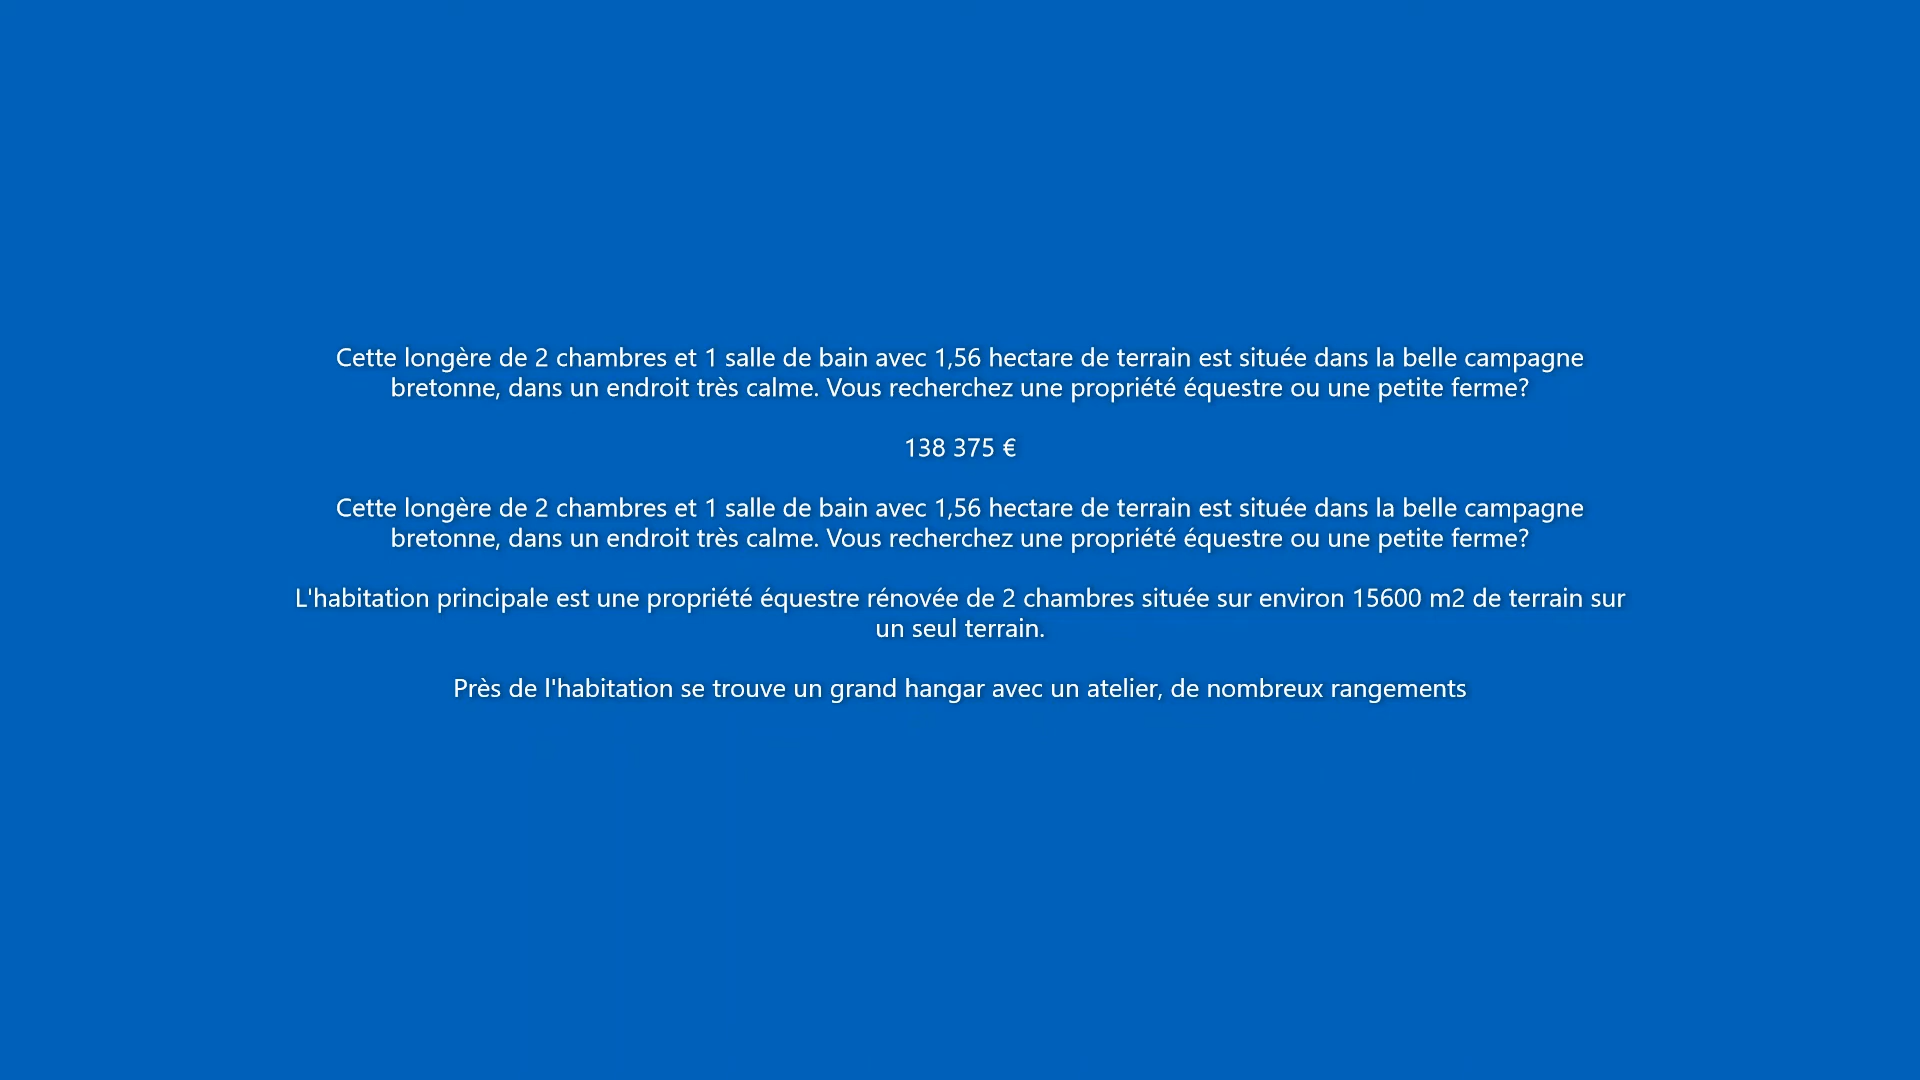 Cette longère de 2 chambres et 1 salle de bain avec 1,56 hectare de terrain est située dans la belle campagne
bretonne, dans un endroit très calme. Vous recherchez une propriété équestre ou une petite ferme?
138 375 €
Cette longère de 2 chambres et 1 salle de bain avec 1,56 hectare de terrain est située dans la belle campagne
bretonne, dans un endroit très calme. Vous recherchez une propriété équestre ou une petite ferme?
L'habitation principale est une propriété équestre rénovée de 2 chambres située sur environ 15600 m2 de terrain sur
un seul terrain.
Près de l'habitation se trouve un grand hangar avec un atelier, de nombreux rangements